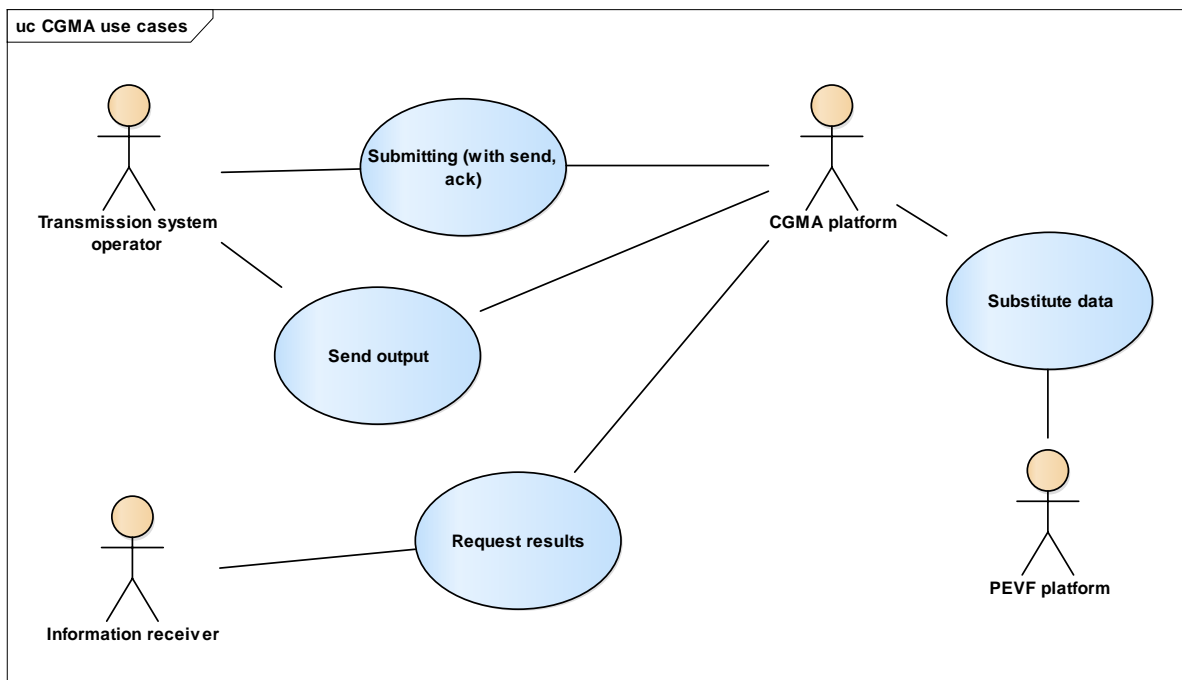 uc CGMA use cases
Submitting (with send,
ack)
Transmission system
operator
CGMA platform
Substitute data
Send output
Request results
PEVF platform
Information receiver